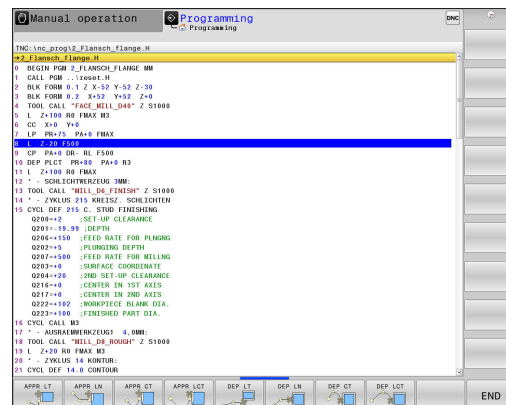 Manual operation
Programming
Programming
DNC
TNC:\nc_prog\2_Flansch_flange.H
→2_Flansch_flange.H
0 BEGIN PGM 2_FLANSCH_FLANGE MM
1 CALL PGM ..\reset.H
2 BLK FORM 0.1 Z X-52 Y-52 Z-30
3 BLK FORM 0.2 X+52 Y+52 Z+0
4 TOOL CALL "FACE_MILL_D40" Z S1000
5 L Z+100 R0 FMAX M3
6 CC X+0 Y+0
7 LP PR+75 PA+0 FMAX
8 L Z-20 F500
9 CP PA+0 DR- RL F500
10 DEP PLCT PR+80 PA+0 R3
11 L Z+100 R0 FMAX
12 * - SCHLICHTWERZEUG 3MM:
13 TOOL CALL "MILL_D6_FINISH" Z S1000
14 * - ZYKLUS 215 KREISZ. SCHLICHTEN
15 CYCL DEF 215 C. STUD FINISHING
Q200=+2 ;SET-UP CLEARANCE
Q201=-19.99 ;DEPTH
Q206=+150 ;FEED RATE FOR PLNGNG
Q202=+5 ;PLUNGING DEPTH
Q207=+500 ;FEED RATE FOR MILLNG
Q203=+0 ;SURFACE COORDINATE
Q204=+20 ;2ND SET-UP CLEARANCE
Q216=+0 ;CENTER IN 1ST AXIS
Q217=+0 ;CENTER IN 2ND AXIS
Q222=+102 ;WORKPIECE BLANK DIA.
Q223=+100 ;FINISHED PART DIA.
16 CYCL CALL M3
17 * - AUSRAEMWERKZEUG1 4,0MM:
18 TOOL CALL "MILL_D8_ROUGH" Z S1000
19 L Z+20 R0 FMAX M3
20 * - ZYKLUS 14 KONTUR:
21 CYCL DEF 14.0 CONTOUR
APPR LT
APPR LN
APPR CT
APPR LCT
DEP LT
DEP LN
DEP CT
DEP LCT
END